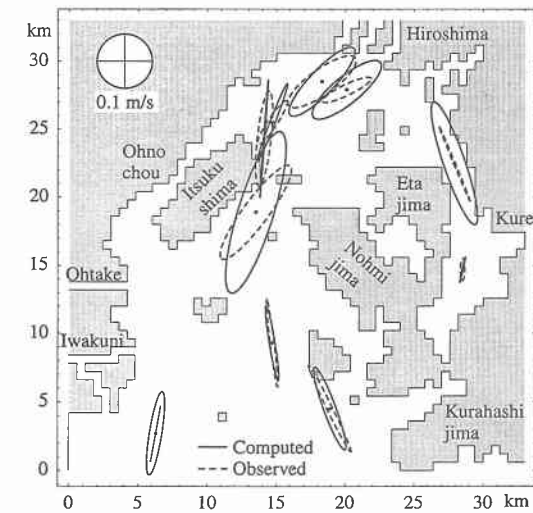 km
30
25
20
15
10
5
0
0.1 m/s
Hiroshima
Ohno
chou
Itsuku
shima
Eta
jima
Kure
Nohmi
jima
Ohtake
Iwakuni
Kurahashi
jima
Computed
Observed
0 5 10 15 20 25 30 km